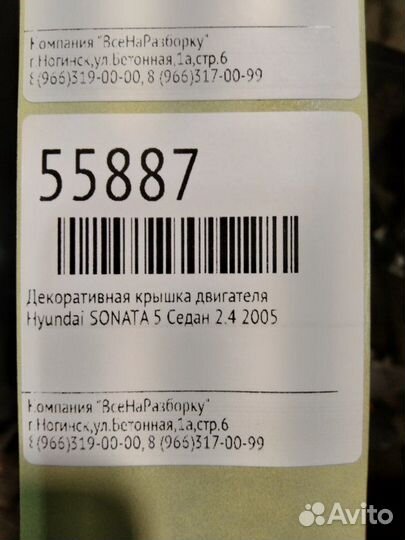 Компания "ВсеНаРазборку"
г.Ногинск,ул.Бетонная,1а,стр.6
8(966)319-00-00, 8 (966)317-00-99
55887
Декоративная крышка двигателя
Hyundai SONATA 5 Седан 2.4 2005
Компания "ВсеНаРазборку"
г.Ногинск,ул.Бетонная,1а,стр.6
8(966)319-00-00, 8 (966)317-00-99
Avito